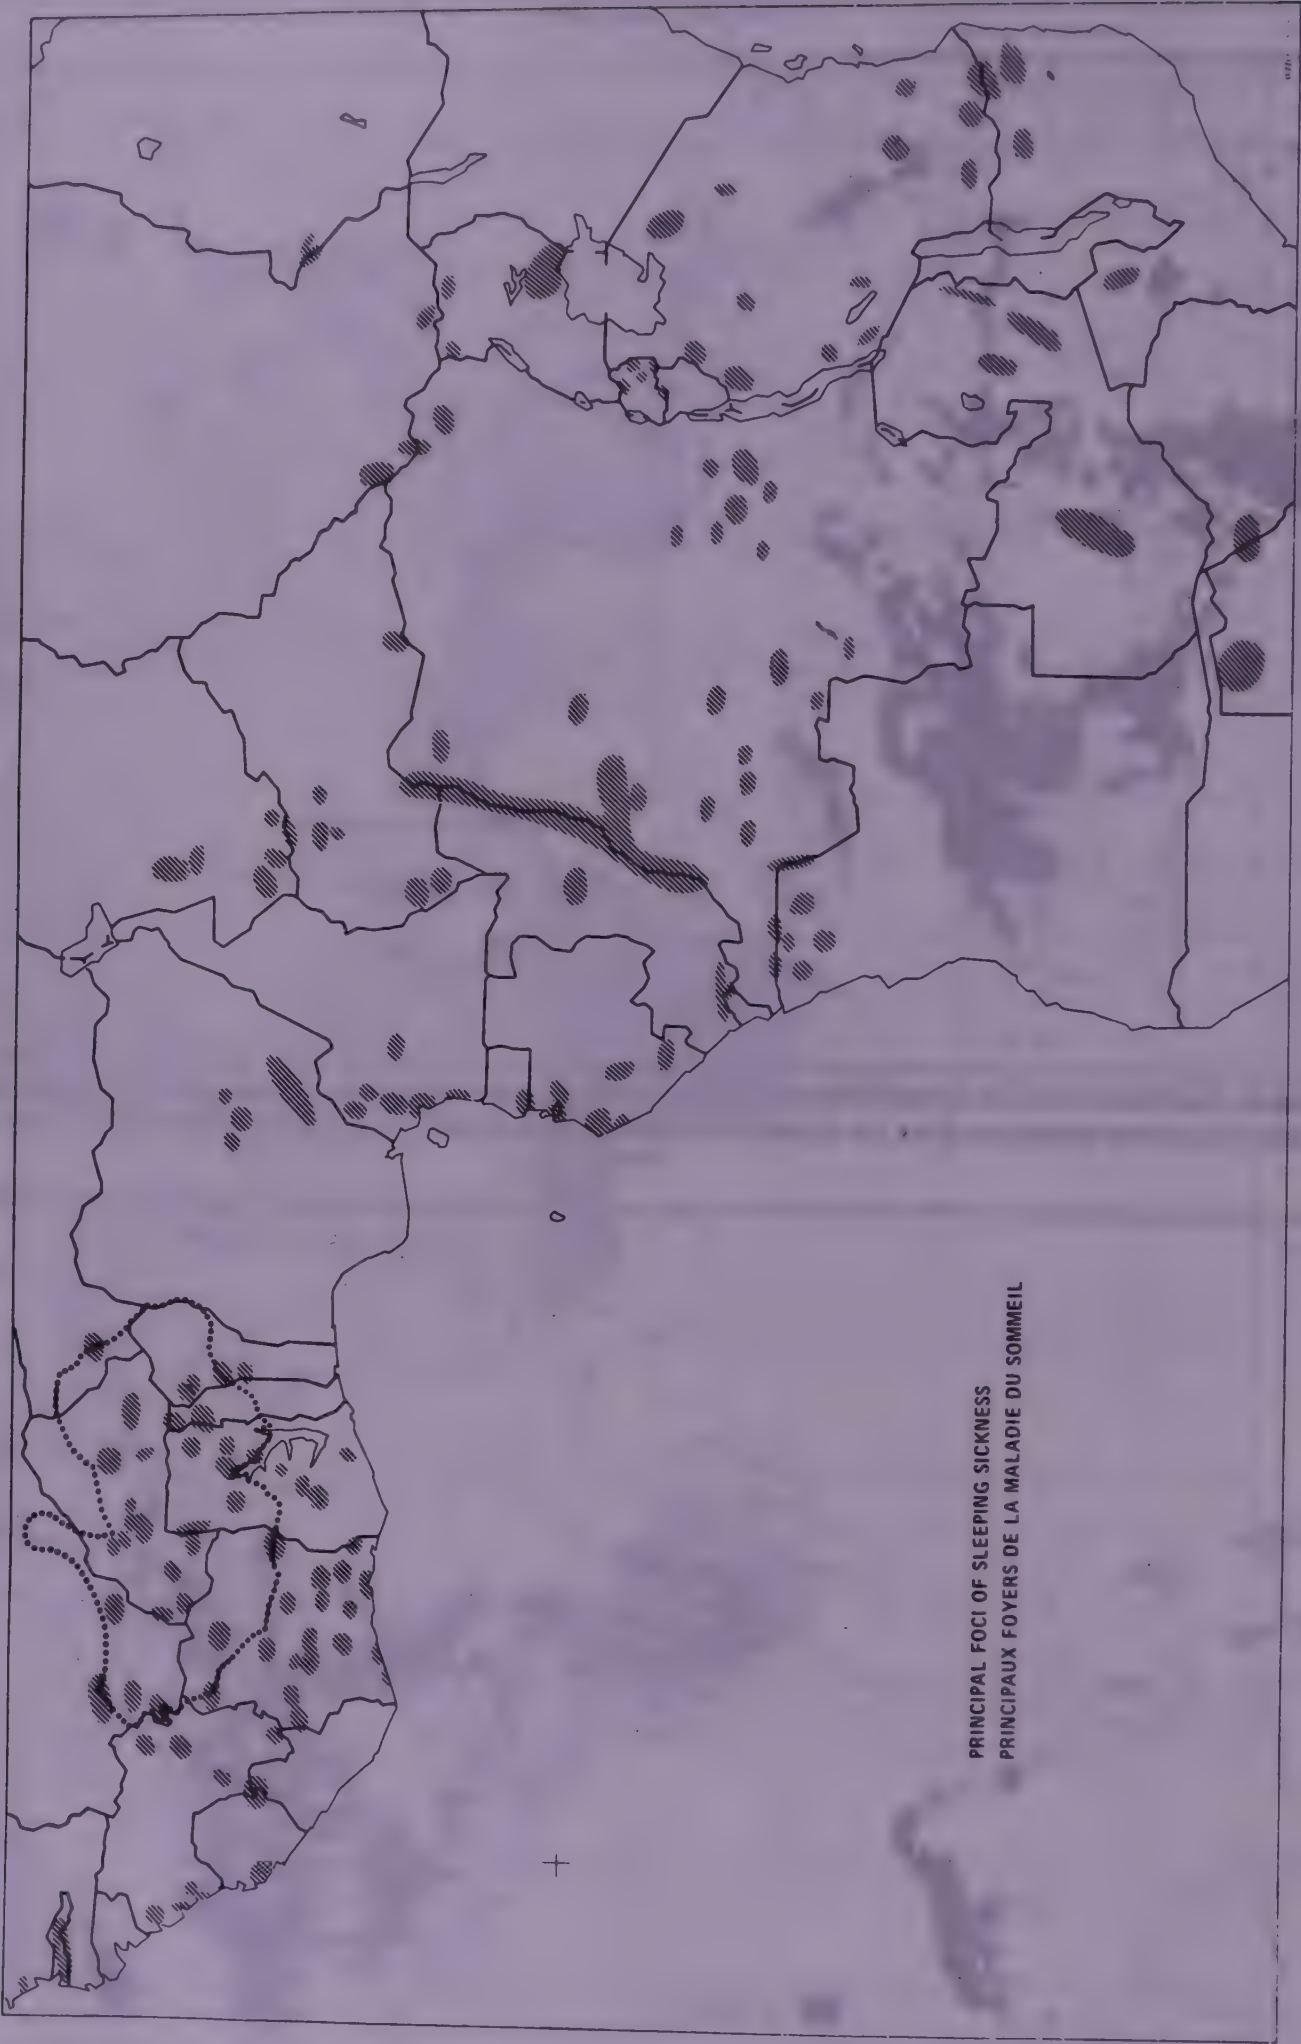 PRINCIPAL FOCI OF SLEEPING SICKNESS
PRINCIPAUX FOYERS DE LA MALADIE DU SOMMEIL